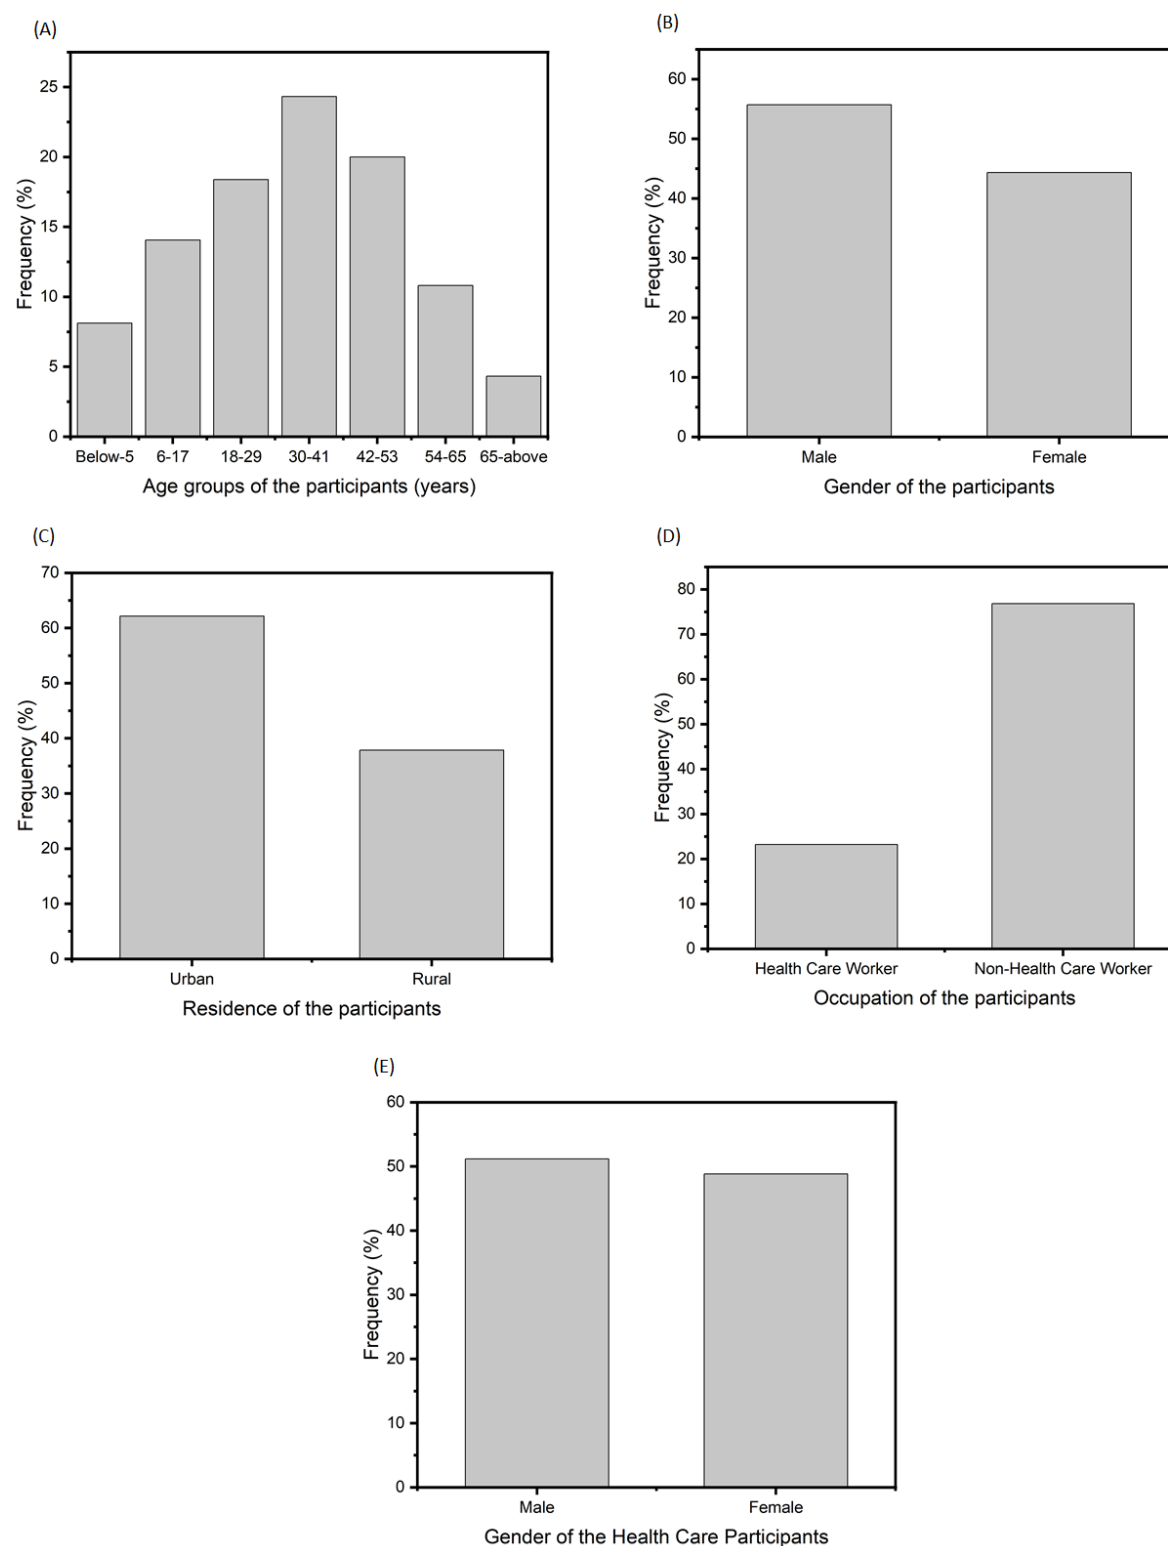 (A)
25
20
15
10
5
0
Frequency (%)
Below-5 6-17 18-29 30-41 42-53 54-65 65-above
Age groups of the participants (years)
(B)
60
50
40
30
20
10
0
Frequency (%)
Male Female
Gender of the participants
(C)
70
60
50
40
30
20
10
0
Frequency (%)
Urban Rural
Residence of the participants
(D)
80
70
60
50
40
30
20
10
0
Frequency (%)
Health Care Worker Non-Health Care Worker
Occupation of the participants
(E)
60
50
40
30
20
10
0
Frequency (%)
Male Female
Gender of the Health Care Participants